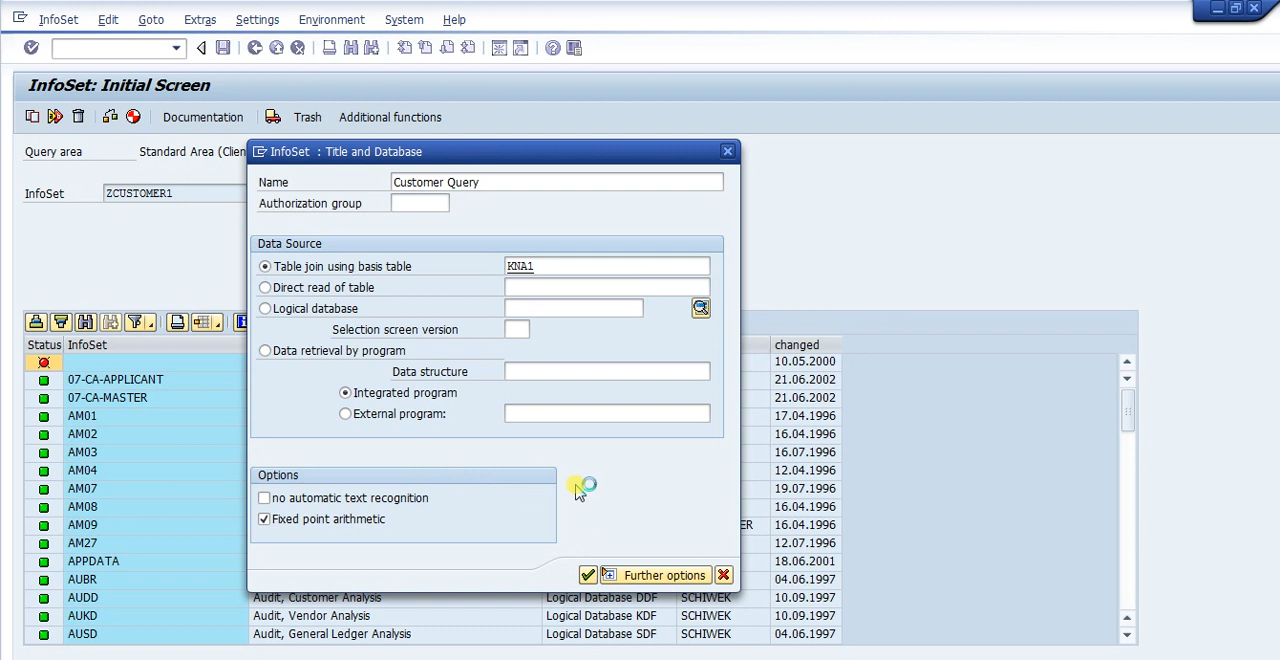 InfoSet Edit Goto Extras Settings Environment System Help
InfoSet: Initial Screen
Documentation Trash Additional functions
Query area Standard Area (Clien
InfoSet ZCUSTOMER1
InfoSet : Title and Database
Name Customer Query
Authorization group
Data Source
Table join using basis table KNA1
Direct read of table
Logical database
Selection screen version
Data retrieval by program
Data structure
Integrated program
External program:
Options
no automatic text recognition
Fixed point arithmetic
Further options
Status InfoSet changed
10.05.2000
07-CA-APPLICANT 21.06.2002
07-CA-MASTER 21.06.2002
AM01 17.04.1996
AM02 16.04.1996
AM03 16.07.1996
AM04 12.04.1996
AM07 19.07.1996
AM08 16.04.1996
AM09 ER 16.04.1996
AM27 12.07.1996
APPDATA 18.06.2001
AUBR 04.06.1997
AUDD Audit, Customer Analysis Logical Database DDF SCHIWEK 10.09.1997
AUKD Audit, Vendor Analysis Logical Database KDF SCHIWEK 10.09.1997
AUSD Audit, General Ledger Analysis Logical Database SDF SCHIWEK 04.06.1997